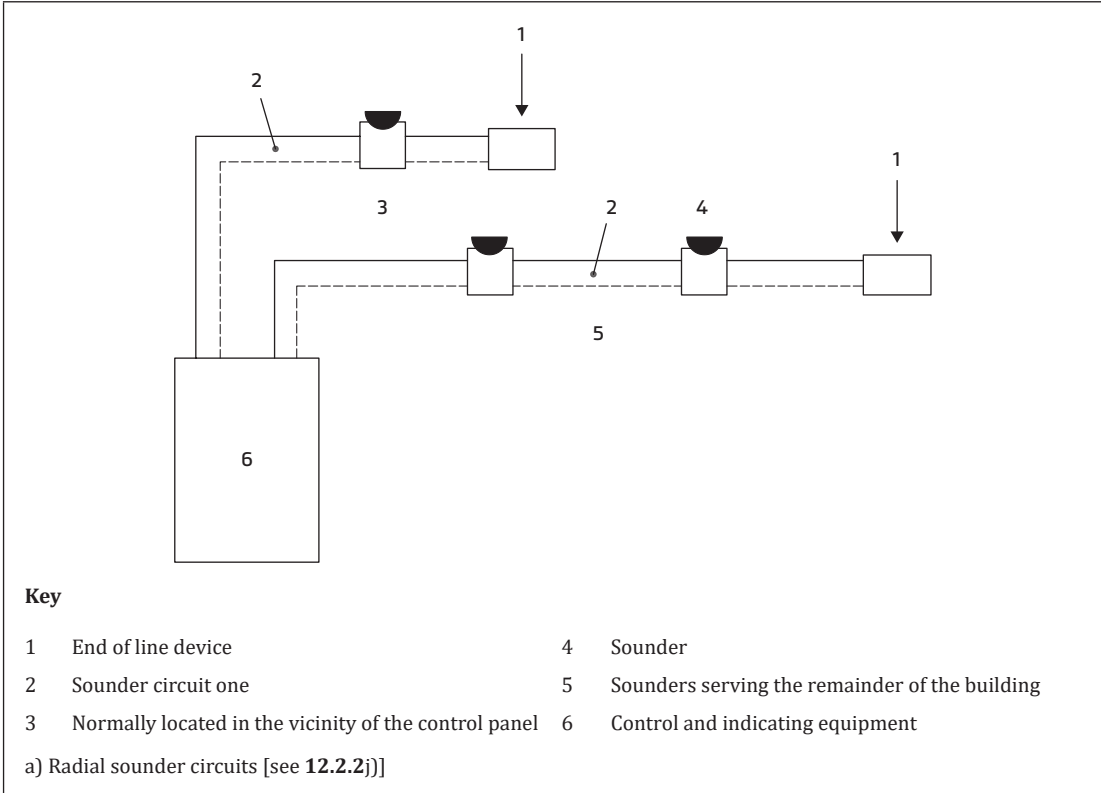 1
2
1
3
2
4
5
6
Key
1 End of line device
4 Sounder
2 Sounder circuit one
5 Sounders serving the remainder of the building
3 Normally located in the vicinity of the control panel
6 Control and indicating equipment
a) Radial sounder circuits [see 12.2.2j)]